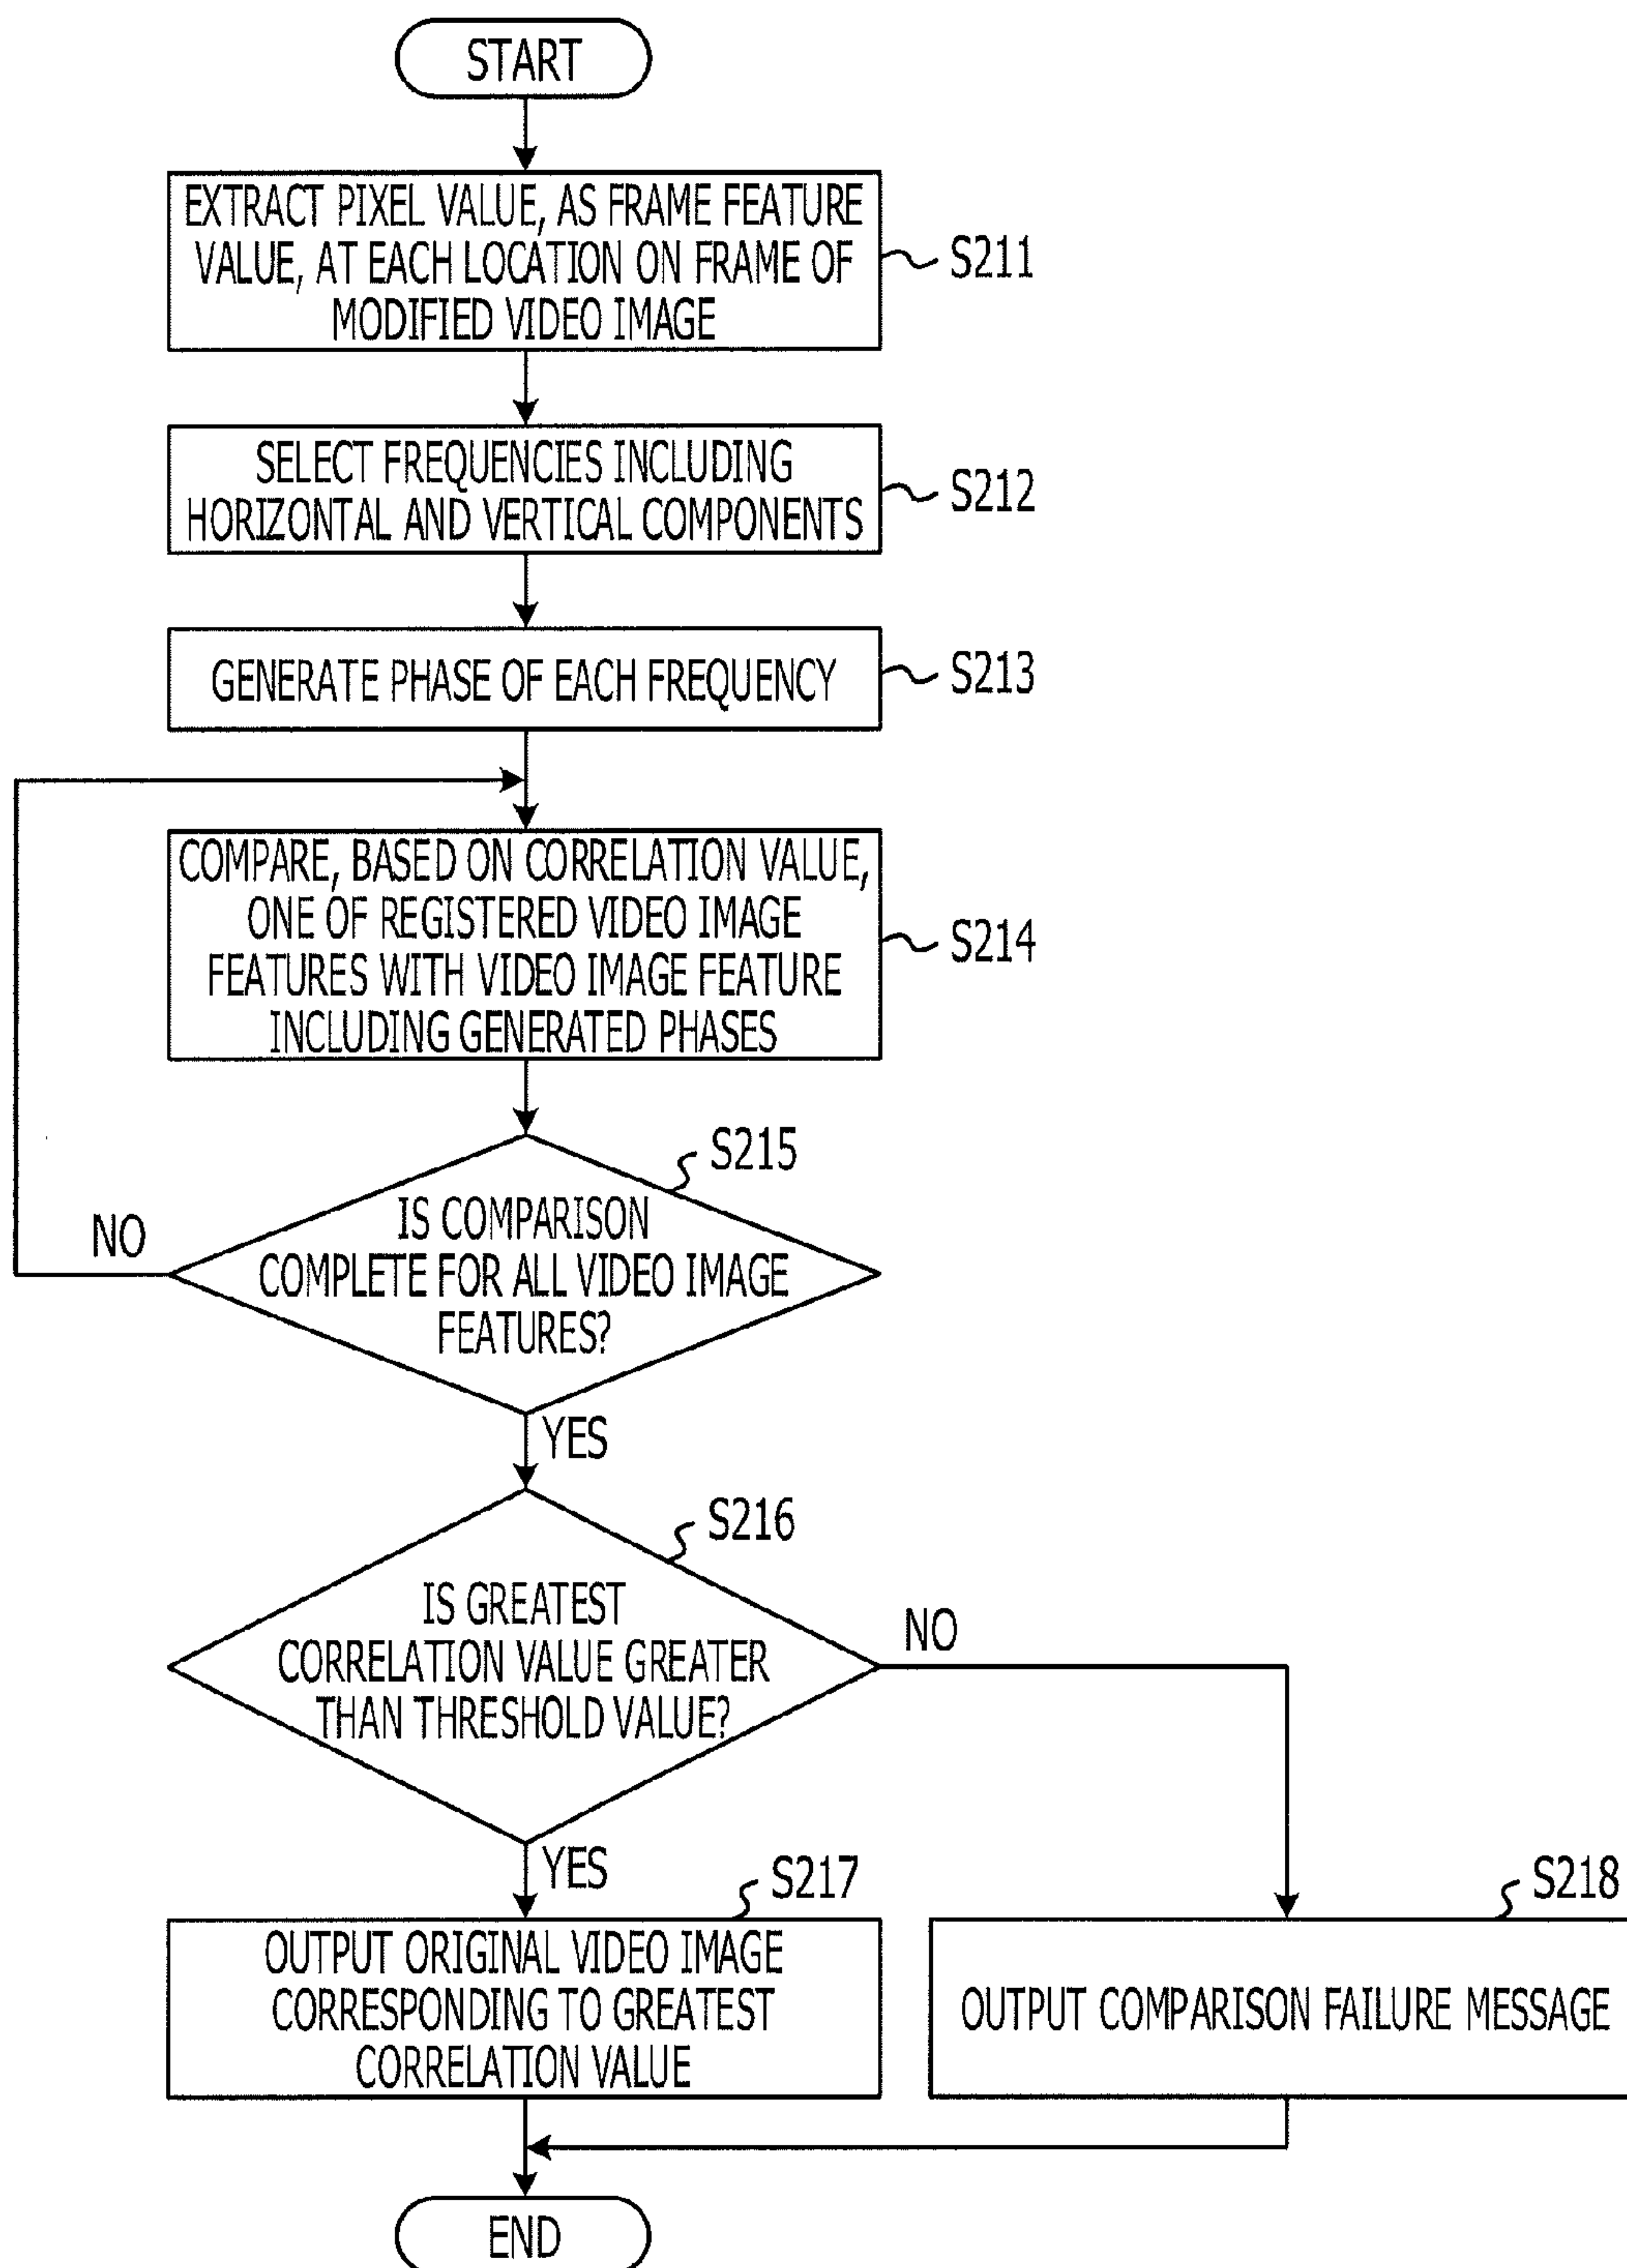 START
EXTRACT PIXEL VALUE, AS FRAME FEATURE
VALUE, AT EACH LOCATION ON FRAME OF
MODIFIED VIDEO IMAGE
S211
SELECT FREQUENCIES INCLUDING
HORIZONTAL AND VERTICAL COMPONENTS
S212
GENERATE PHASE OF EACH FREQUENCY
S213
COMPARE, BASED ON CORRELATION VALUE,
ONE OF REGISTERED VIDEO IMAGE
FEATURES WITH VIDEO IMAGE FEATURE
INCLUDING GENERATED PHASES
S214
S215
IS COMPARISON
COMPLETE FOR ALL VIDEO IMAGE
FEATURES?
NO
YES
S216
IS GREATEST
CORRELATION VALUE GREATER
THAN THRESHOLD VALUE?
NO
YES
S217
OUTPUT ORIGINAL VIDEO IMAGE
CORRESPONDING TO GREATEST
CORRELATION VALUE
S218
OUTPUT COMPARISON FAILURE MESSAGE
END